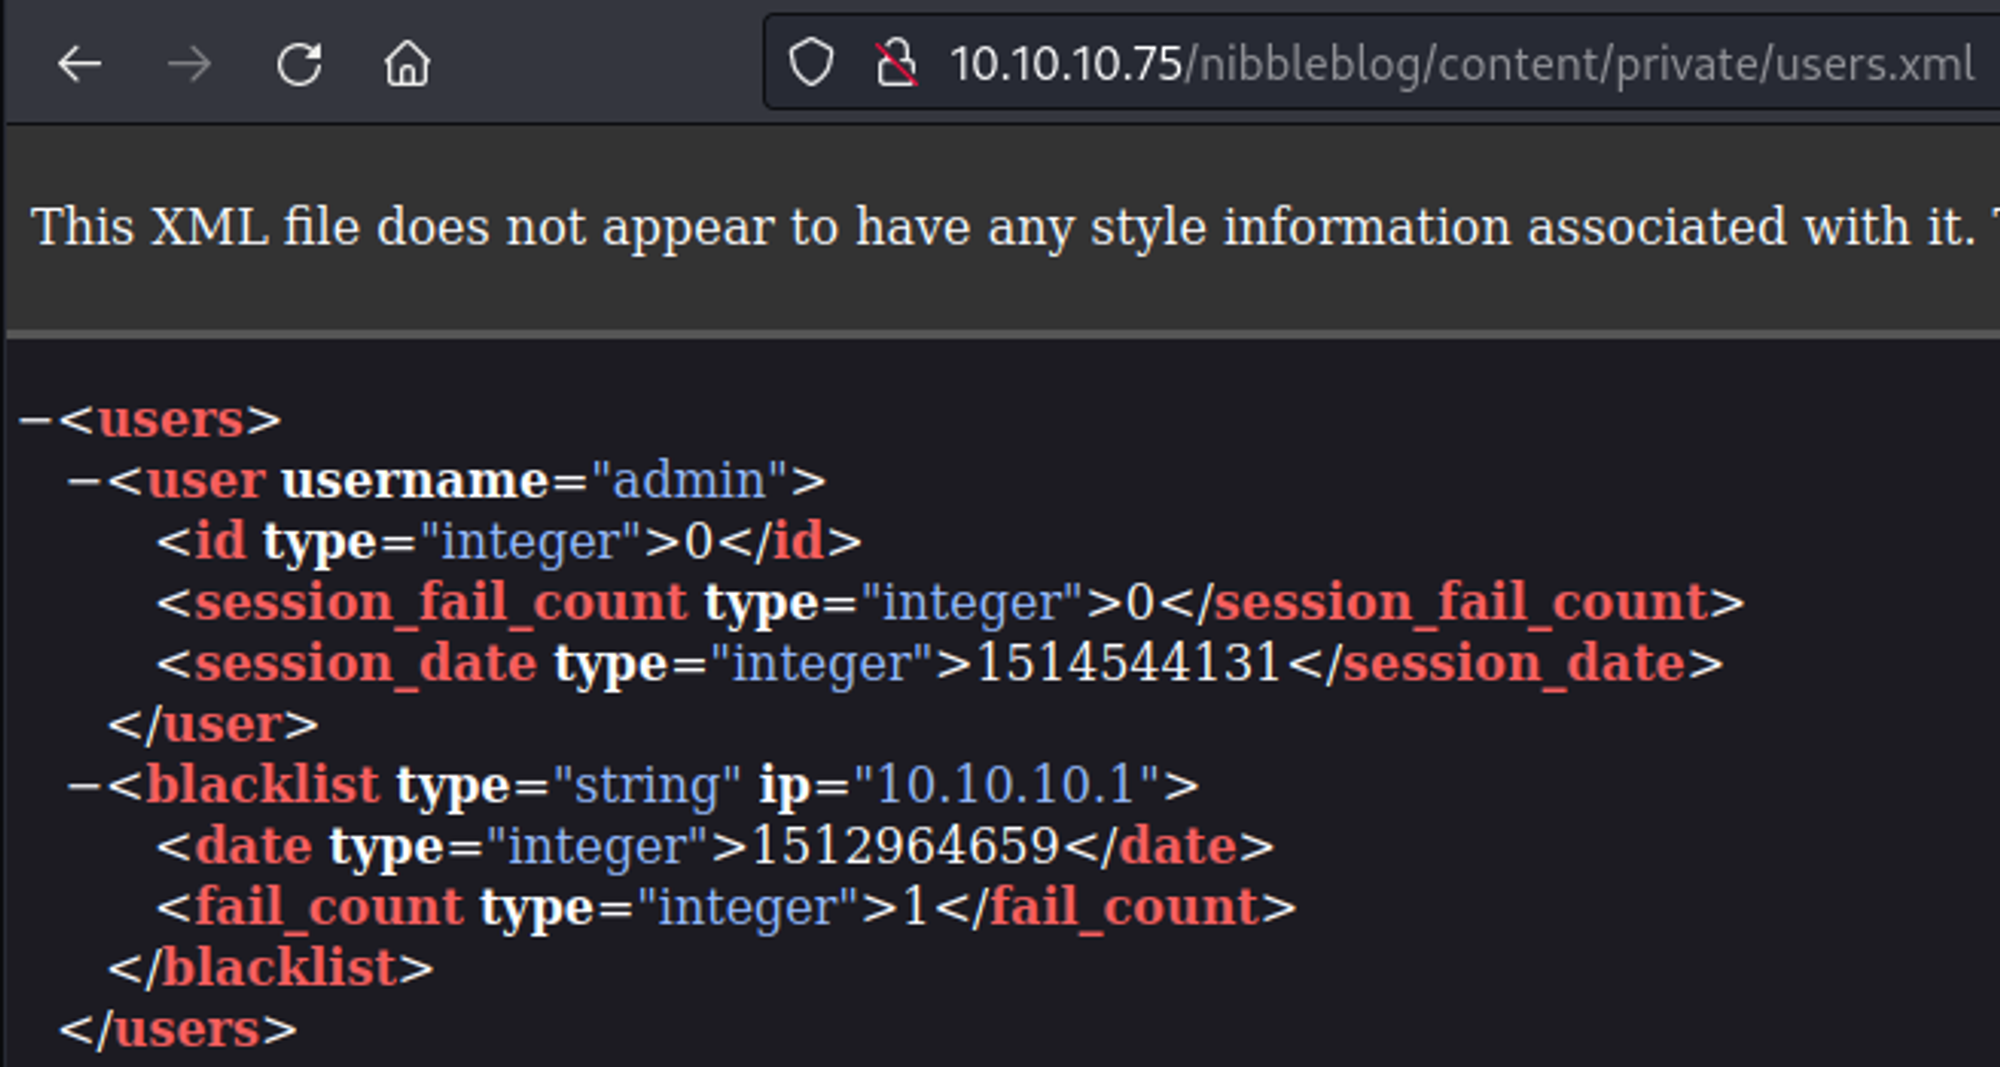 10.10.10.75/nibbleblog/content/private/users.xml
This XML file does not appear to have any style information associated with it.
−<users>
−<user username="admin">
<id type="integer">0</id>
<session_fail_count type="integer">0</session_fail_count>
<session_date type="integer">1514544131</session_date>
</user>
−<blacklist type="string" ip="10.10.10.1">
<date type="integer">1512964659</date>
<fail_count type="integer">1</fail_count>
</blacklist>
</users>